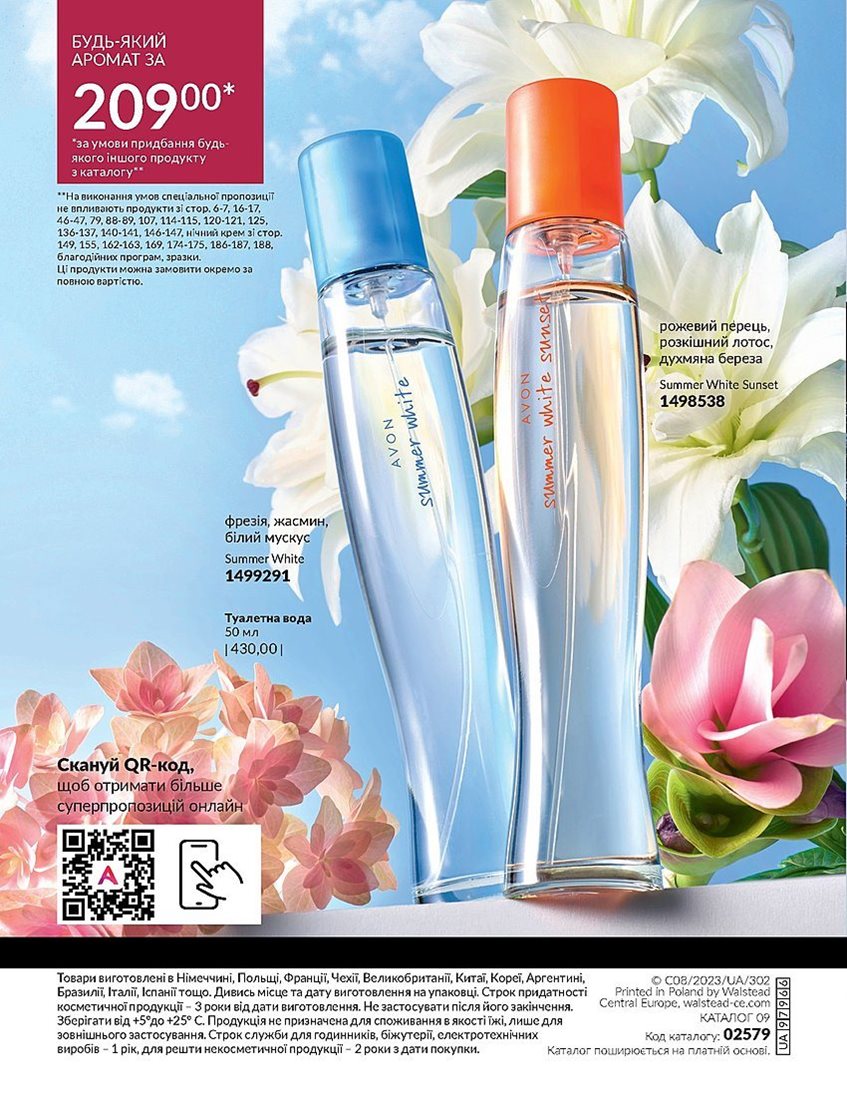 БУДЬ-ЯКИЙ
АРОМАТ ЗА
209⁰⁰*
*за умови придбання будь-
якого іншого продукту
з каталогу**
**На виконання умов спеціальної пропозиції
не впливають продукти зі стор. 6-7, 16-17,
46-47, 79, 88-89, 107, 114-115, 120-121, 125,
136-137, 140-141, 146-147, нічний крем зі стор.
149, 155, 162-163, 169, 174-175, 186-187, 188,
благодійних програм, зразки.
Ці продукти можна замовити окремо за
повною вартістю.
AVON
summer white
AVON
summer white sunset
рожевий перець,
розкішний лотос,
духмяна береза
Summer White Sunset
1498538
фрезія, жасмин,
білий мускус
Summer White
1499291
Туалетна вода
50 мл
|430,00|
Скануй QR-код,
щоб отримати більше
суперпропозицій онлайн
A
Товари виготовлені в Німеччині, Польщі, Франції, Чехії, Великобританії, Китаї, Кореї, Аргентині,
Бразилії, Італії, Іспанії тощо. Дивись місце та дату виготовлення на упаковці. Строк придатності
косметичної продукції – 3 роки від дати виготовлення. Не застосувати після його закінчення.
Зберігати від +5°до +25° С. Продукція не призначена для споживання в якості їжі, лише для
зовнішнього застосування. Строк служби для годинників, біжутерії, електротехнічних
виробів – 1 рік, для решти некосметичної продукції – 2 роки з дати покупки.
© C08/2023/UA/302
Printed in Poland by Walstead
Central Europe, walstead-ce.com
КАТАЛОГ 09
Код каталогу: 02579
Каталог поширюється на платній основі.
UA 9 7 9 6 6